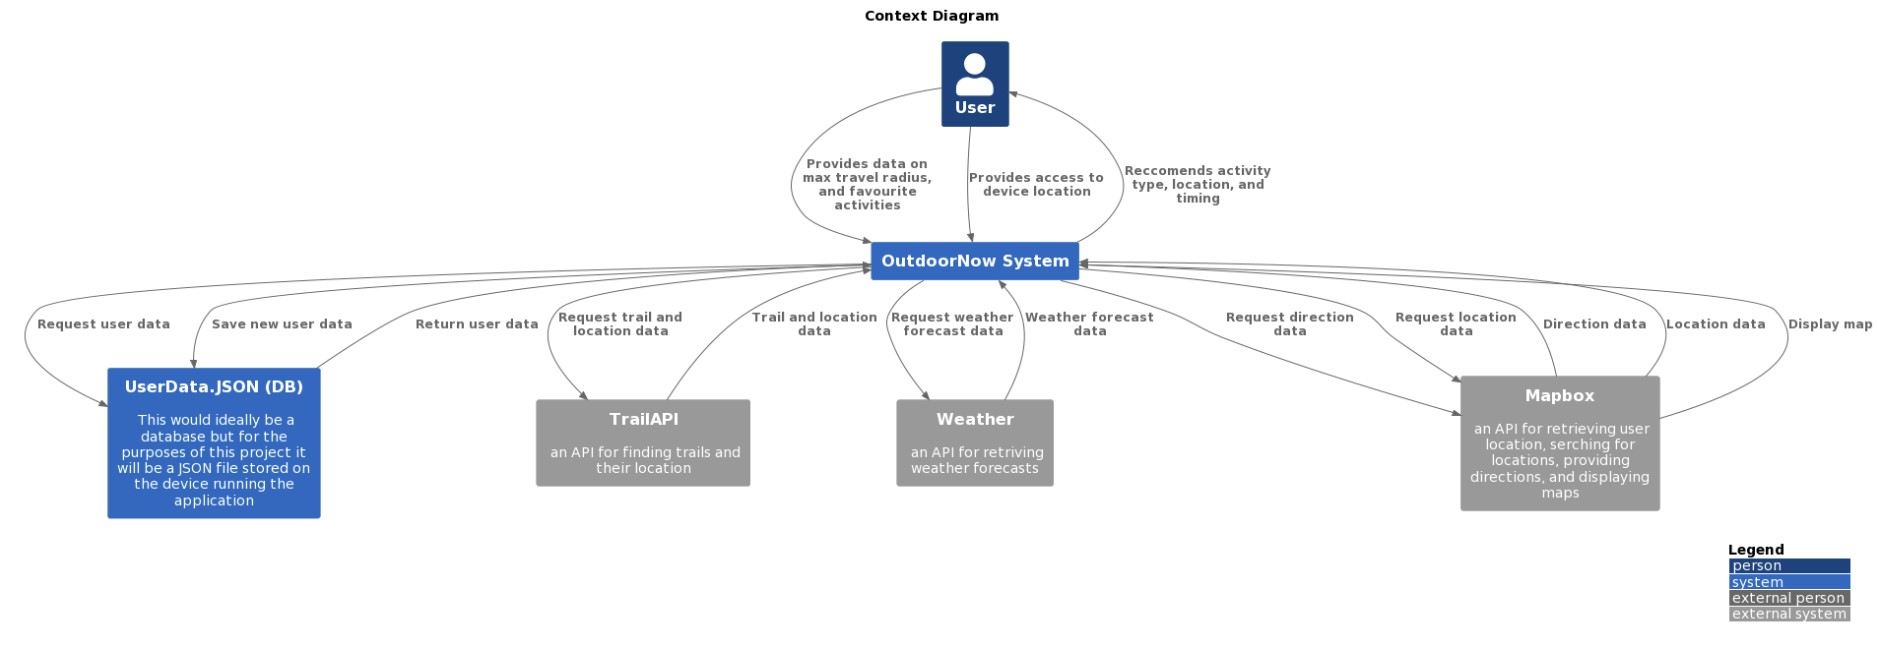 Context Diagram
User
Provides data on
max travel radius,
and favourite
activities
Provides access to
device location
Reccomends activity
type, location, and
timing
OutdoorNow System
Request user data
Save new user data
Return user data
Request trail and
location data
Trail and location
data
Request weather
forecast data
Weather forecast
data
Request direction
data
Request location
data
Direction data
Location data
Display map
UserData.JSON (DB)
This would ideally be a
database but for the
purposes of this project it
will be a JSON file stored on
the device running the
application
TrailAPI
an API for finding trails and
their location
Weather
an API for retriving
weather forecasts
Mapbox
an API for retrieving user
location, serching for
locations, providing
directions, and displaying
maps
Legend
person
system
external person
external system